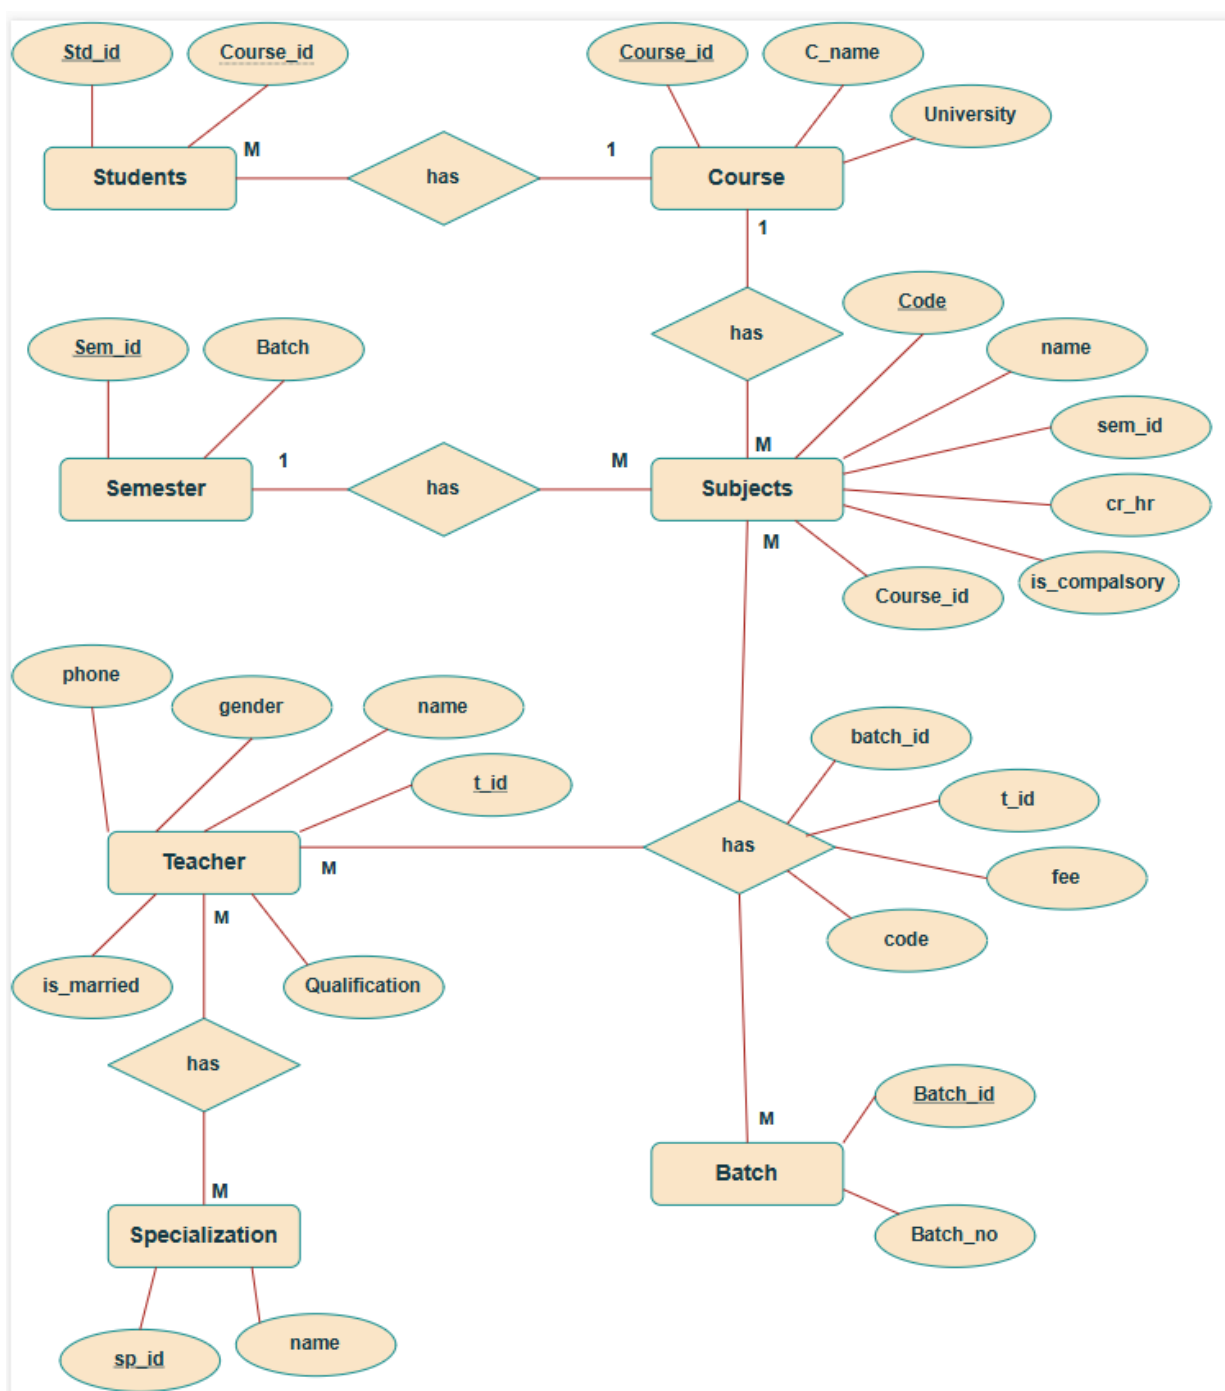 Std_id
Course_id
Course_id
C_name
University
M
1
Students
has
Course
1
Code
has
name
Sem_id
Batch
sem_id
1
M
M
Semester
has
Subjects
cr_hr
M
is_compalsory
Course_id
phone
gender
name
batch_id
t_id
t_id
has
Teacher
M
fee
M
code
is_married
Qualification
has
Batch_id
M
Batch
M
Specialization
Batch_no
name
sp_id